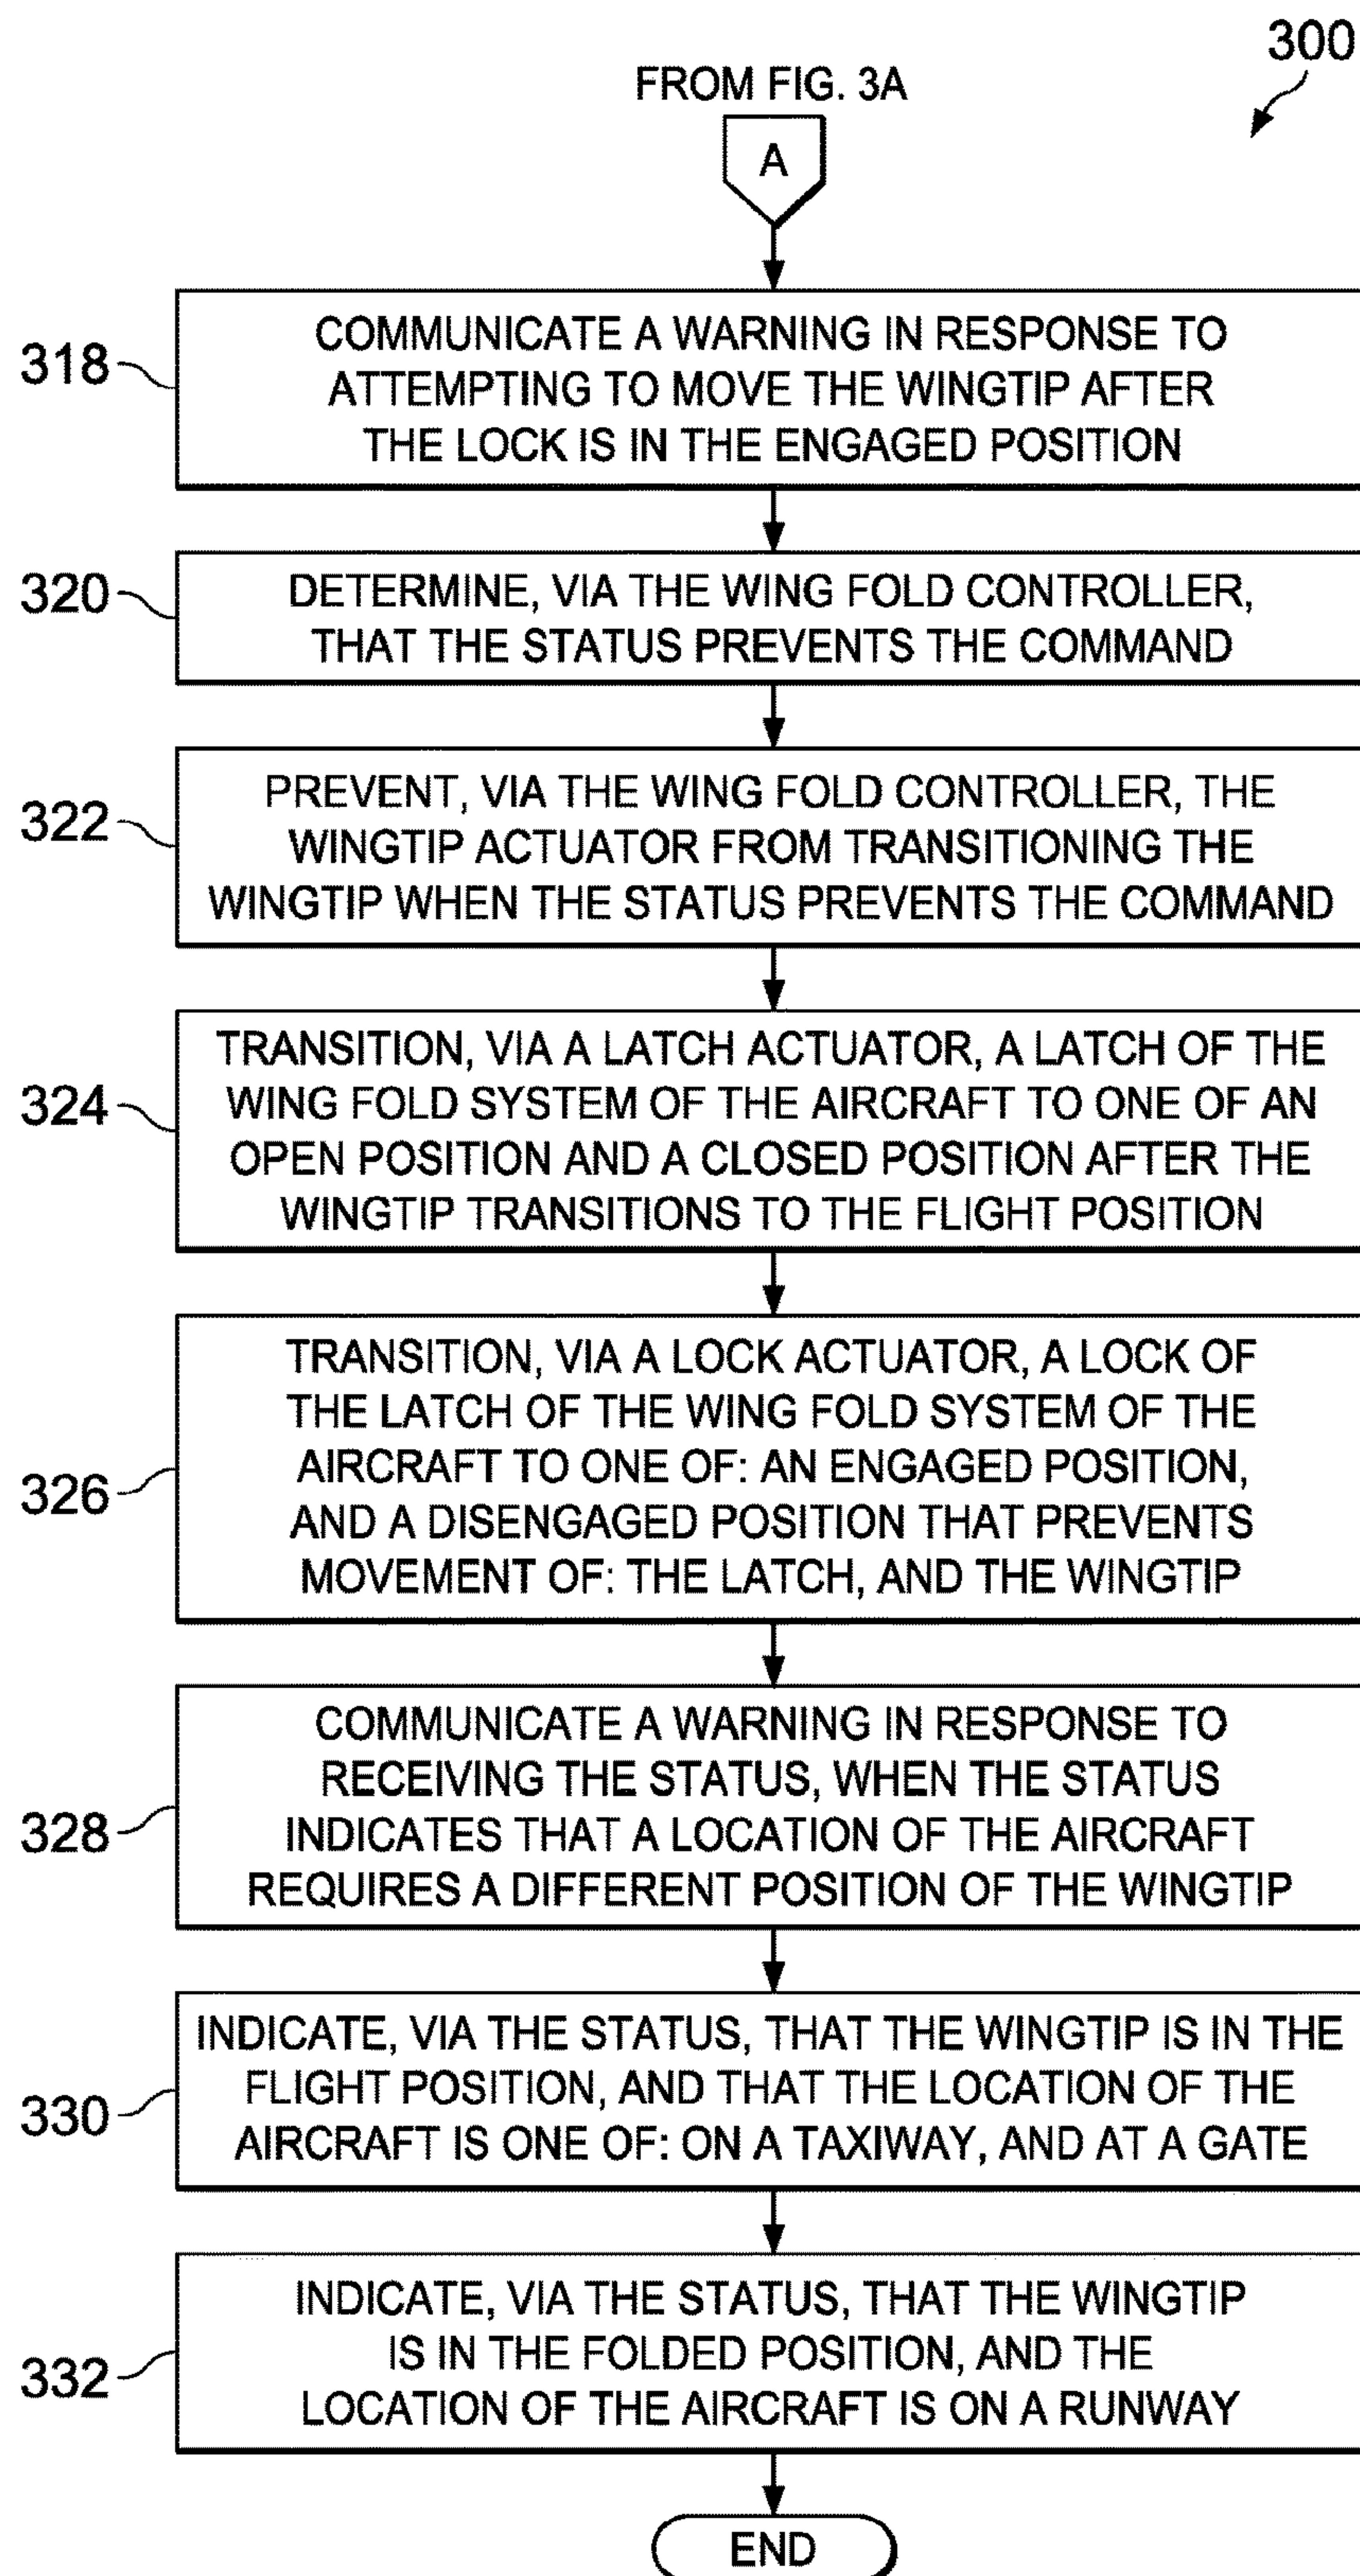 300
FROM FIG. 3A
A
318
COMMUNICATE A WARNING IN RESPONSE TO
ATTEMPTING TO MOVE THE WINGTIP AFTER
THE LOCK IS IN THE ENGAGED POSITION
320
DETERMINE, VIA THE WING FOLD CONTROLLER,
THAT THE STATUS PREVENTS THE COMMAND
322
PREVENT, VIA THE WING FOLD CONTROLLER, THE
WINGTIP ACTUATOR FROM TRANSITIONING THE
WINGTIP WHEN THE STATUS PREVENTS THE COMMAND
324
TRANSITION, VIA A LATCH ACTUATOR, A LATCH OF THE
WING FOLD SYSTEM OF THE AIRCRAFT TO ONE OF AN
OPEN POSITION AND A CLOSED POSITION AFTER THE
WINGTIP TRANSITIONS TO THE FLIGHT POSITION
326
TRANSITION, VIA A LOCK ACTUATOR, A LOCK OF
THE LATCH OF THE WING FOLD SYSTEM OF THE
AIRCRAFT TO ONE OF: AN ENGAGED POSITION,
AND A DISENGAGED POSITION THAT PREVENTS
MOVEMENT OF: THE LATCH, AND THE WINGTIP
328
COMMUNICATE A WARNING IN RESPONSE TO
RECEIVING THE STATUS, WHEN THE STATUS
INDICATES THAT A LOCATION OF THE AIRCRAFT
REQUIRES A DIFFERENT POSITION OF THE WINGTIP
330
INDICATE, VIA THE STATUS, THAT THE WINGTIP IS IN THE
FLIGHT POSITION, AND THAT THE LOCATION OF THE
AIRCRAFT IS ONE OF: ON A TAXIWAY, AND AT A GATE
332
INDICATE, VIA THE STATUS, THAT THE WINGTIP
IS IN THE FOLDED POSITION, AND THE
LOCATION OF THE AIRCRAFT IS ON A RUNWAY
END